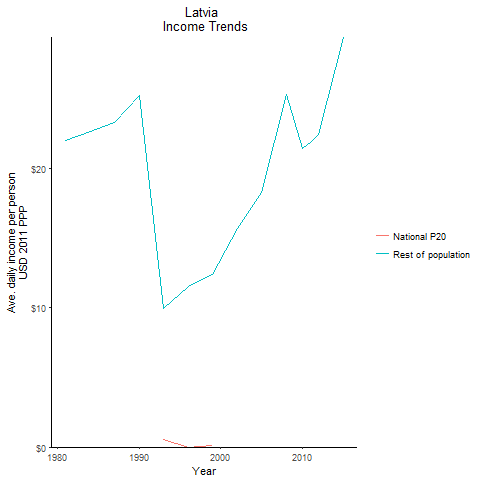 Latvia
Income Trends
Ave. daily income per person
USD 2011 PPP
$20
$10
$0
1980
1990
2000
2010
Year
National P20
Rest of population